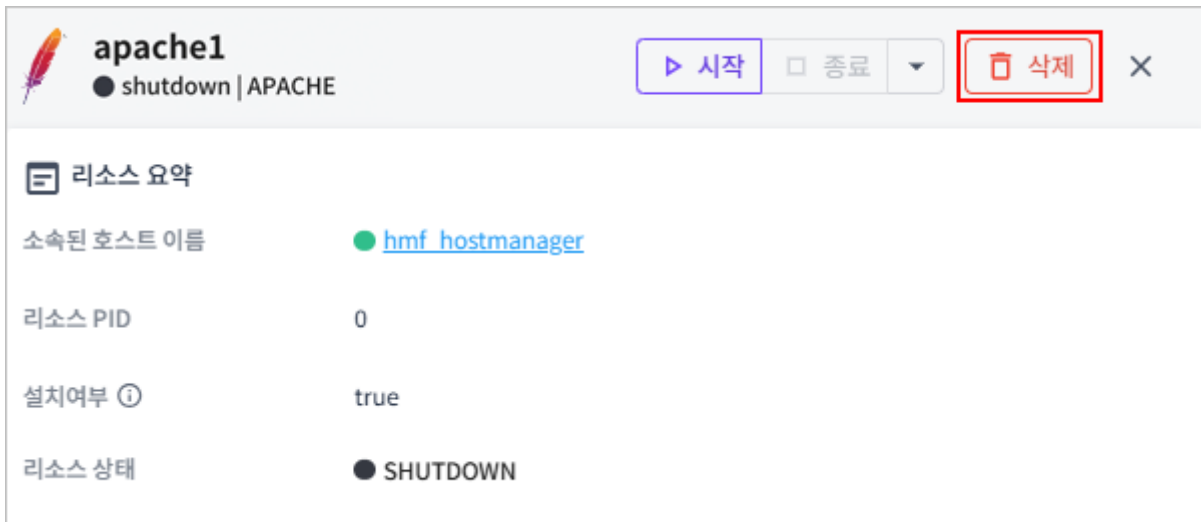 apache1
shutdown | APACHE
시작
종료
삭제
리소스 요약
소속된 호스트 이름 hmf_hostmanager
리소스 PID 0
설치여부 true
리소스 상태 SHUTDOWN